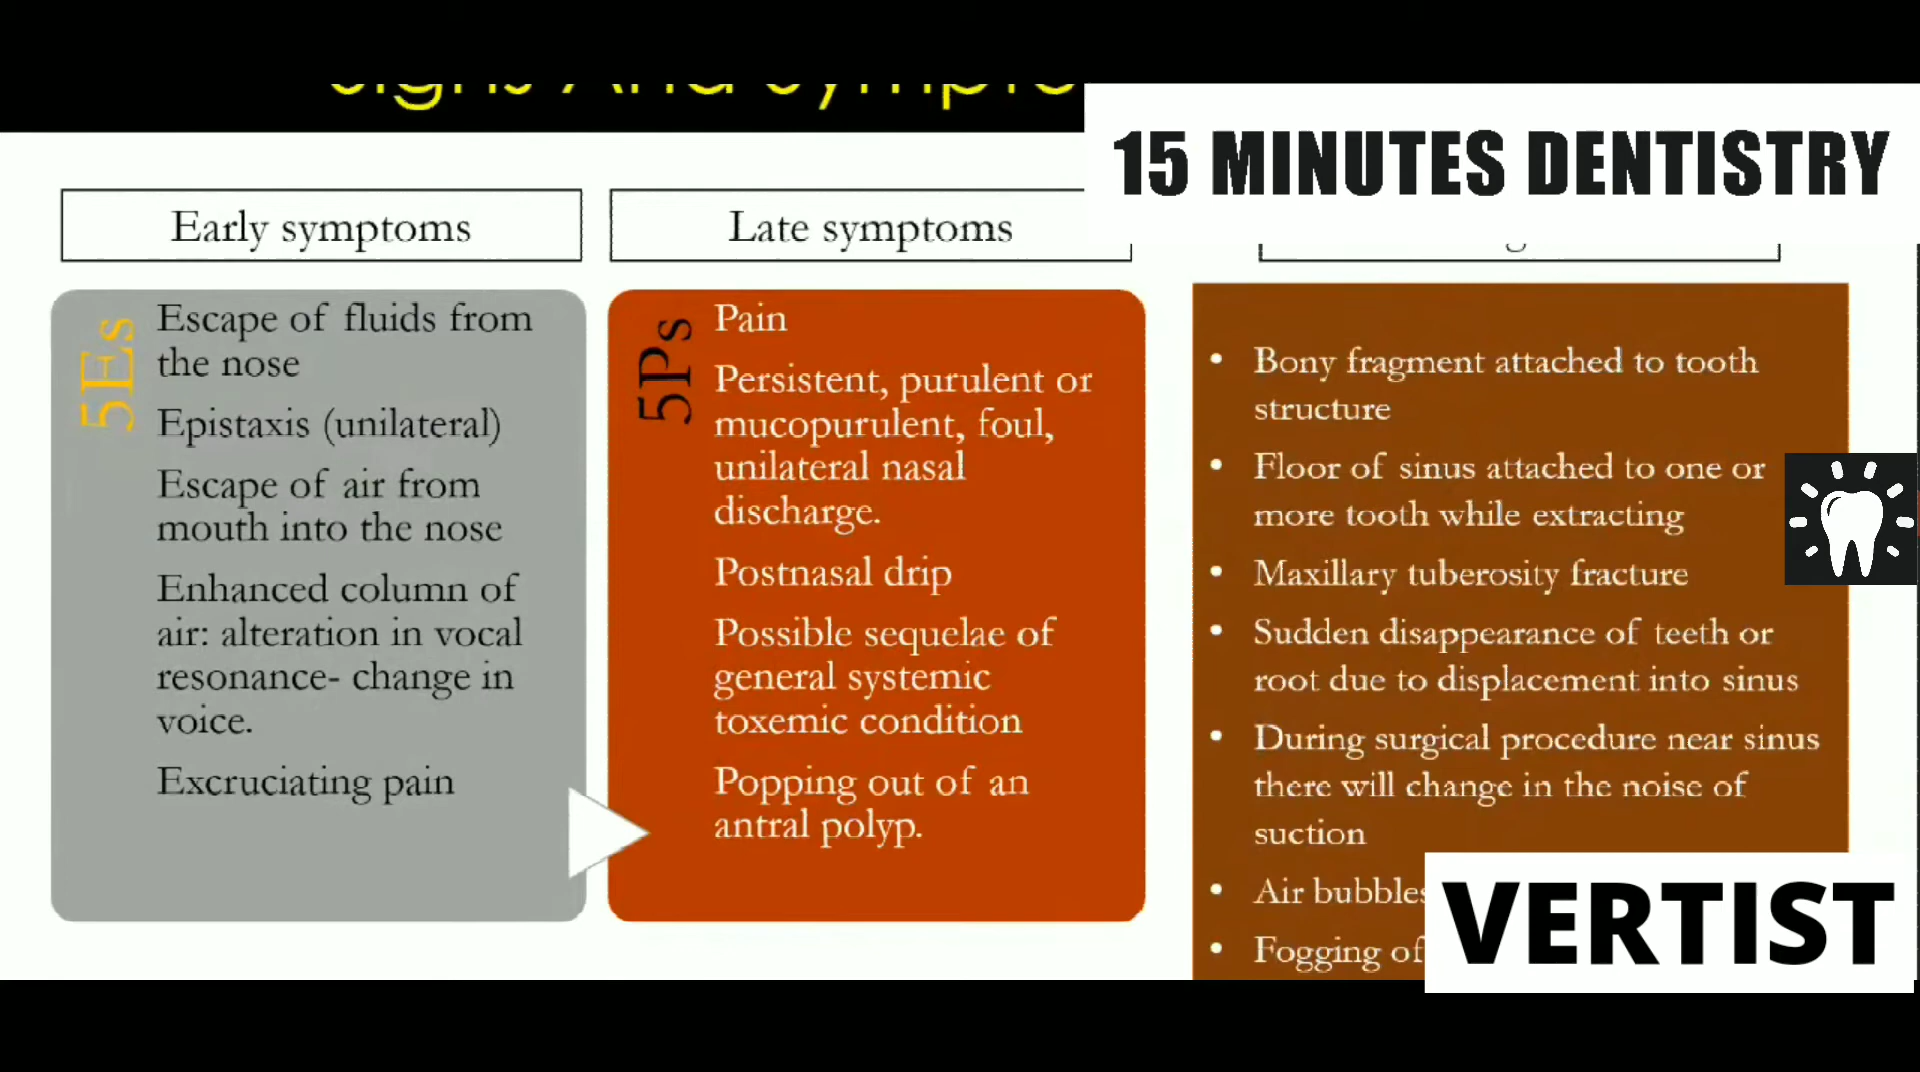 15 MINUTES DENTISTRY
Early symptoms
Late symptoms
5Es
Escape of fluids from
the nose
Epistaxis (unilateral)
Escape of air from
mouth into the nose
Enhanced column of
air: alteration in vocal
resonance- change in
voice.
Excruciating pain
5Ps
Pain
Persistent, purulent or
mucopurulent, foul,
unilateral nasal
discharge.
Postnasal drip
Possible sequelae of
general systemic
toxemic condition
Popping out of an
antral polyp.
• Bony fragment attached to tooth
structure
• Floor of sinus attached to one or
more tooth while extracting
• Maxillary tuberosity fracture
• Sudden disappearance of teeth or
root due to displacement into sinus
• During surgical procedure near sinus
there will change in the noise of
suction
• Air bubbles
• Fogging of
VERTIST